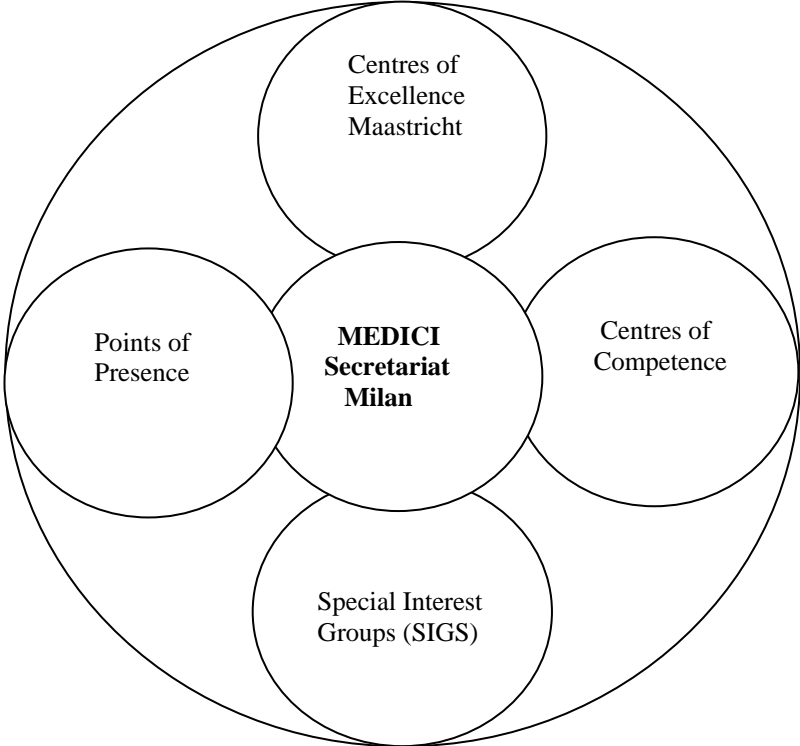 Centres of
Excellence
Maastricht
Points of
Presence
MEDICI
Secretariat
Milan
Centres of
Competence
Special Interest
Groups (SIGS)